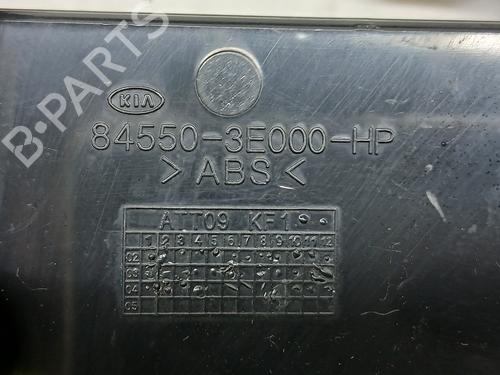 B-PARTS
KIA
84550-3E000-HP
>ABS<
ATT09 KF1
1 2 3 4 5 6 7 8 9 10 11 12
02
03
04
05